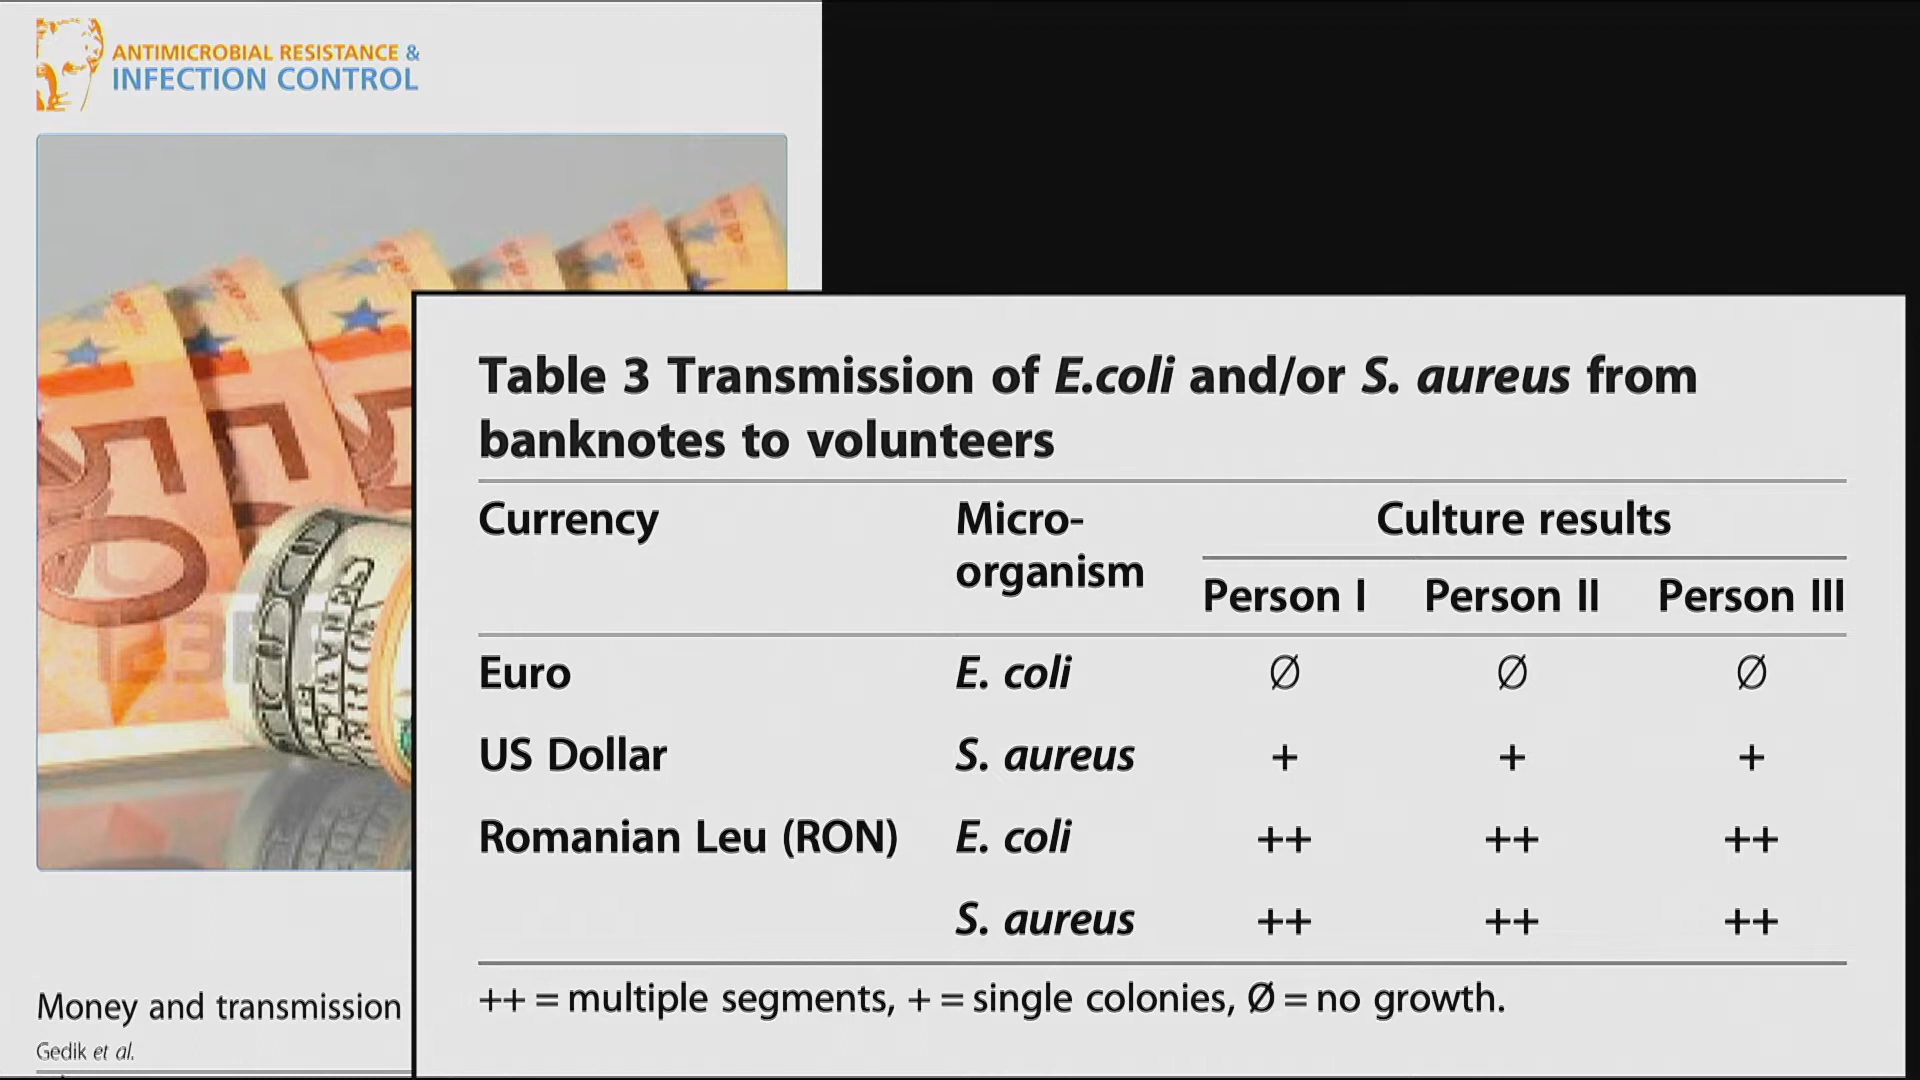 ANTIMICROBIAL RESISTANCE &
INFECTION CONTROL
Table 3 Transmission of E.coli and/or S. aureus from
banknotes to volunteers
Currency Micro-organism Culture results
Person I Person II Person III
Euro E. coli Ø Ø Ø
US Dollar S. aureus + + +
Romanian Leu (RON) E. coli ++ ++ ++
S. aureus ++ ++ ++
++ = multiple segments, + = single colonies, Ø = no growth.
Money and transmission
Gedik et al.